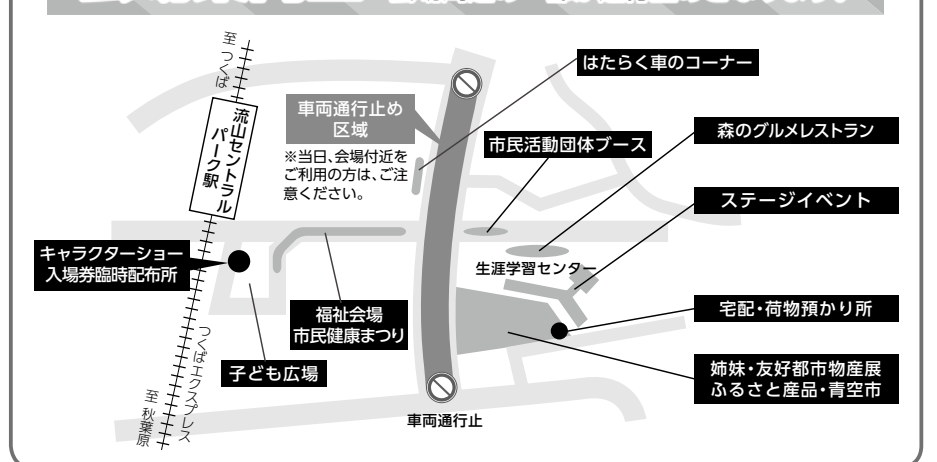 至 つくば
流山セントラル
パーク駅
はたらく車のコーナー
車両通行止め
区域
※当日、会場付近を
ご利用の方は、ご注
意ください。
市民活動団体ブース
森のグルメレストラン
ステージイベント
キャラクターショー
入場券臨時配布所
生涯学習センター
福祉会場
市民健康まつり
宅配・荷物預かり所
子ども広場
姉妹・友好都市物産展
ふるさと産品・青空市
つくばエクスプレス
至 秋葉原
車両通行止